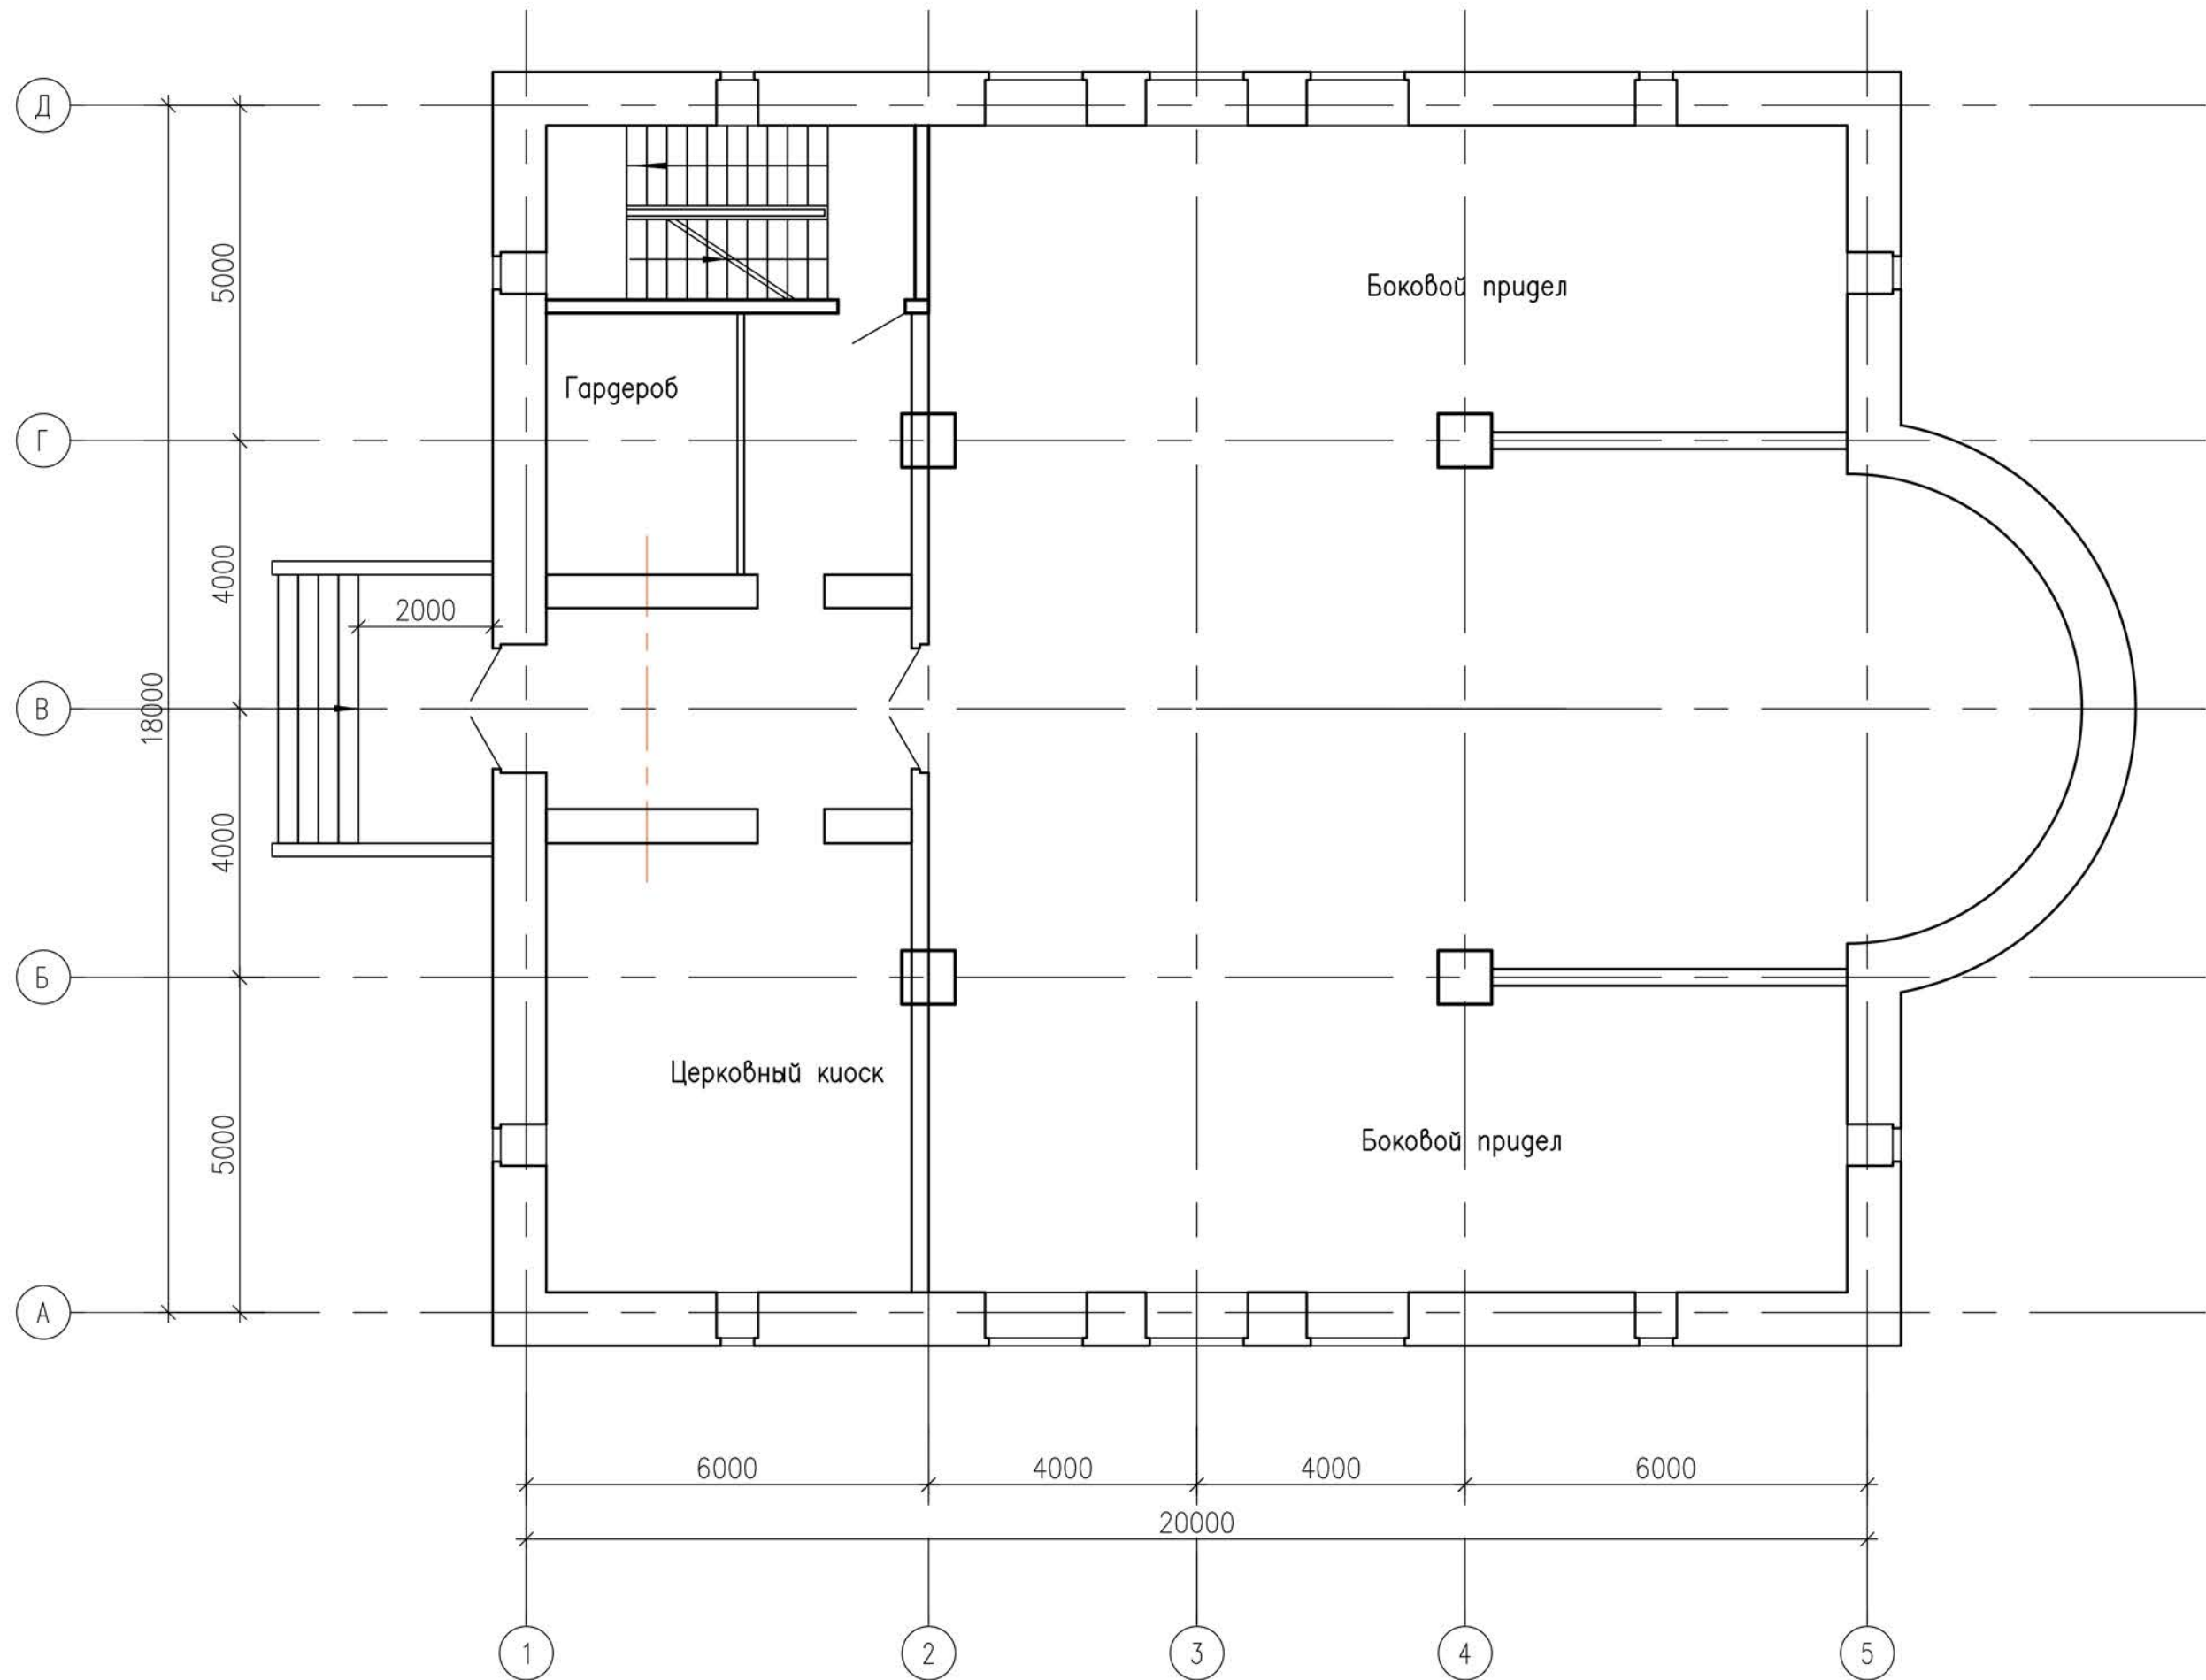 Д
5000
Боковой придел
Гардероб
Г
4000
2000
В
18000
4000
Б
Церковный киоск
5000
Боковой придел
А
6000 4000 4000 6000
20000
1 2 3 4 5